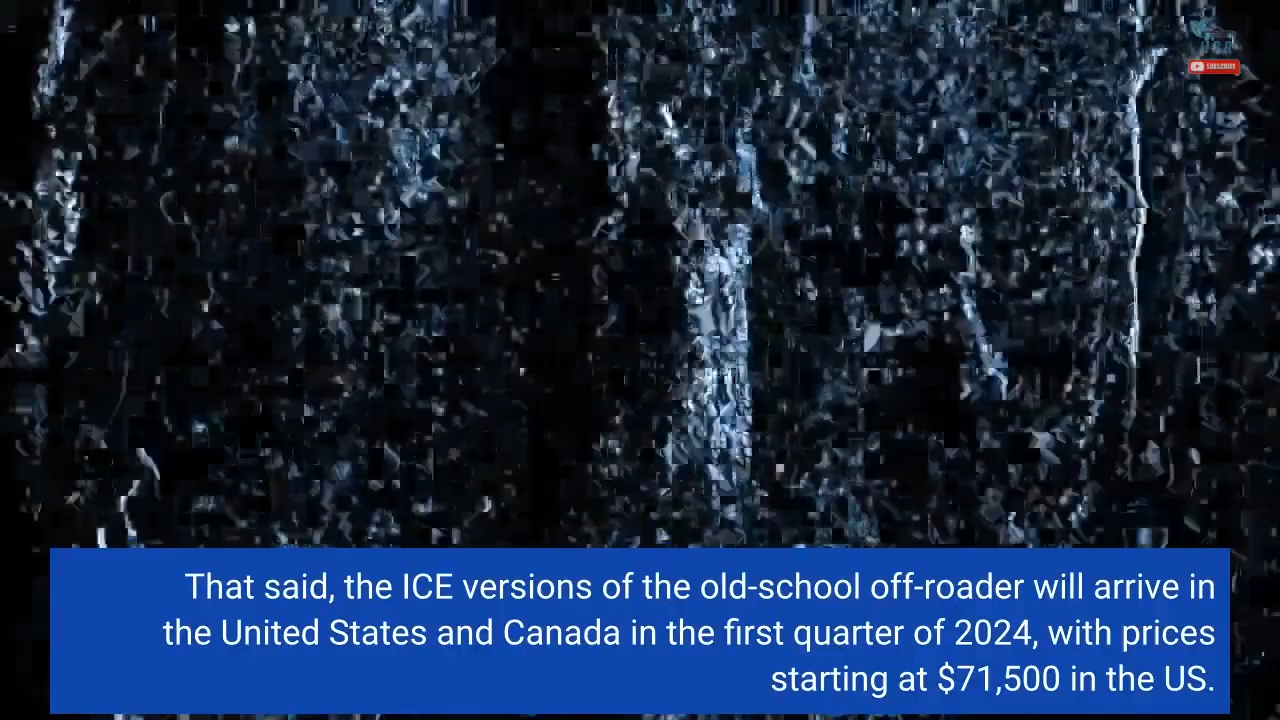 SUBSCRIBE
That said, the ICE versions of the old-school off-roader will arrive in
the United States and Canada in the first quarter of 2024, with prices
starting at $71,500 in the US.